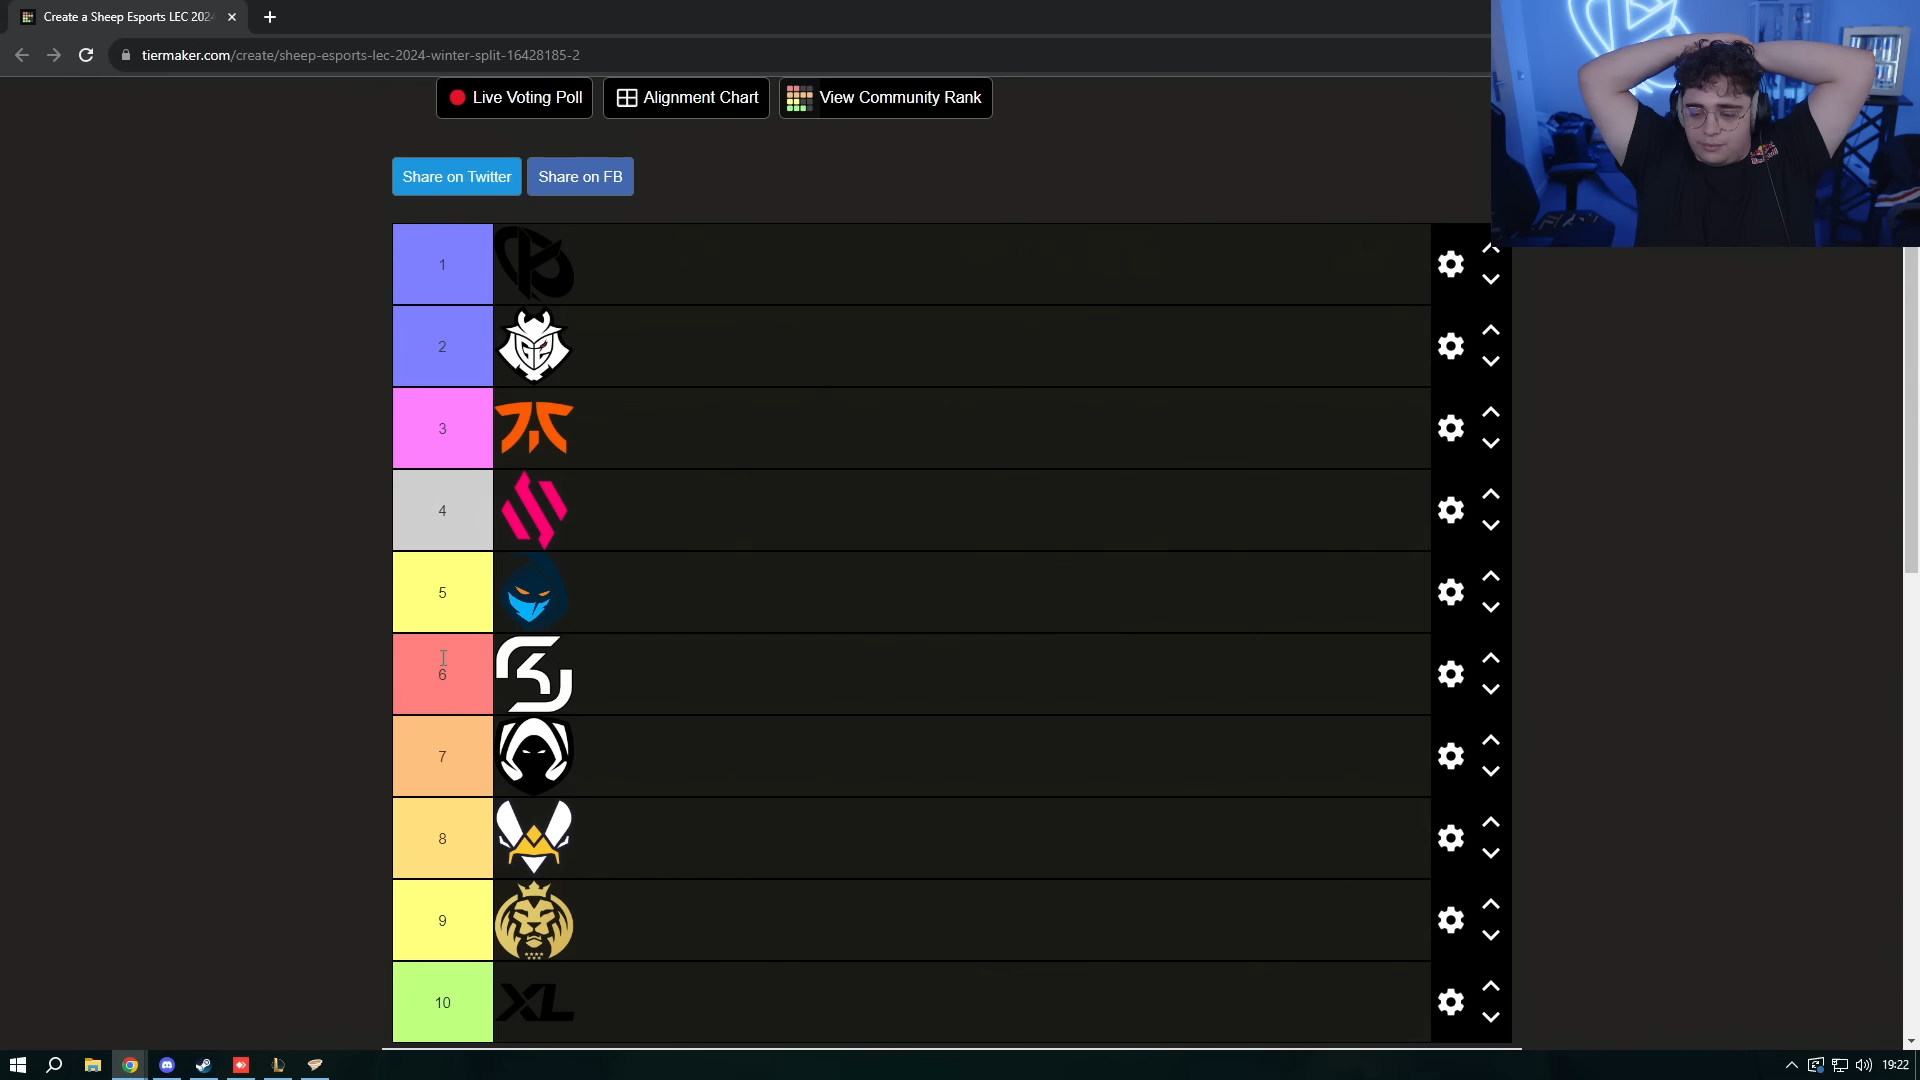 Create a Sheep Esports LEC 202
tiermaker.com/create/sheep-esports-lec-2024-winter-split-16428185-2
Live Voting Poll
Alignment Chart
View Community Rank
Share on Twitter
Share on FB
1
2
3
4
5
6
7
8
9
10
XL
19:22